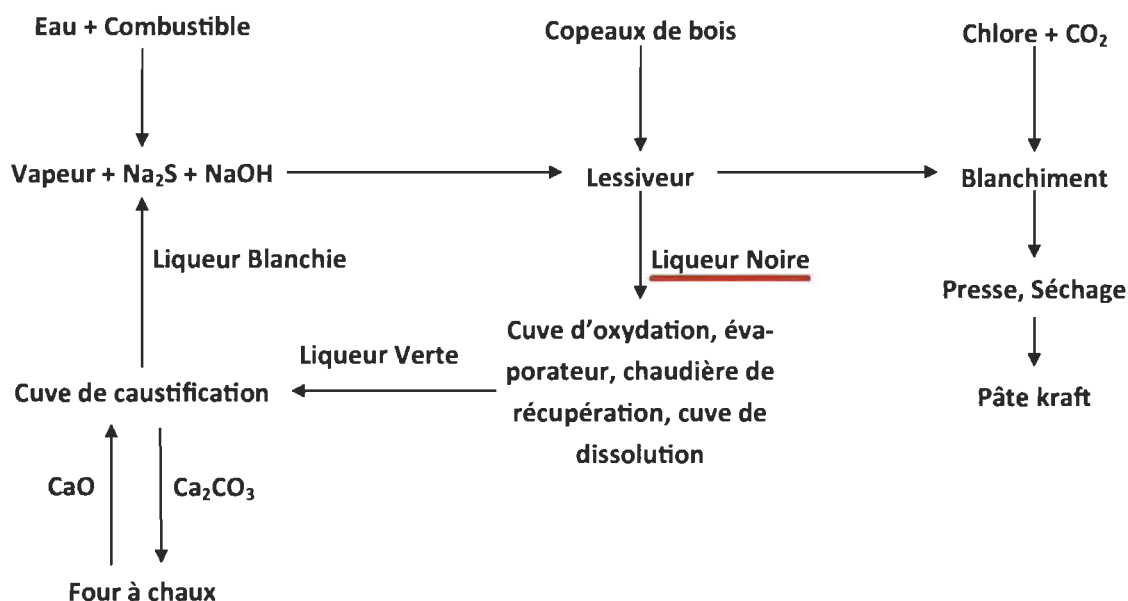 Eau + Combustible
Copeaux de bois
Chlore + CO₂
Vapeur + Na₂S + NaOH
Lessiveur
Blanchiment
Liqueur Blanchie
Liqueur Noire
Presse, Séchage
Cuve d'oxydation, éva-
porateur, chaudière de
récupération, cuve de
dissolution
Liqueur Verte
Cuve de caustification
Pâte kraft
CaO
Ca₂CO₃
Four à chaux